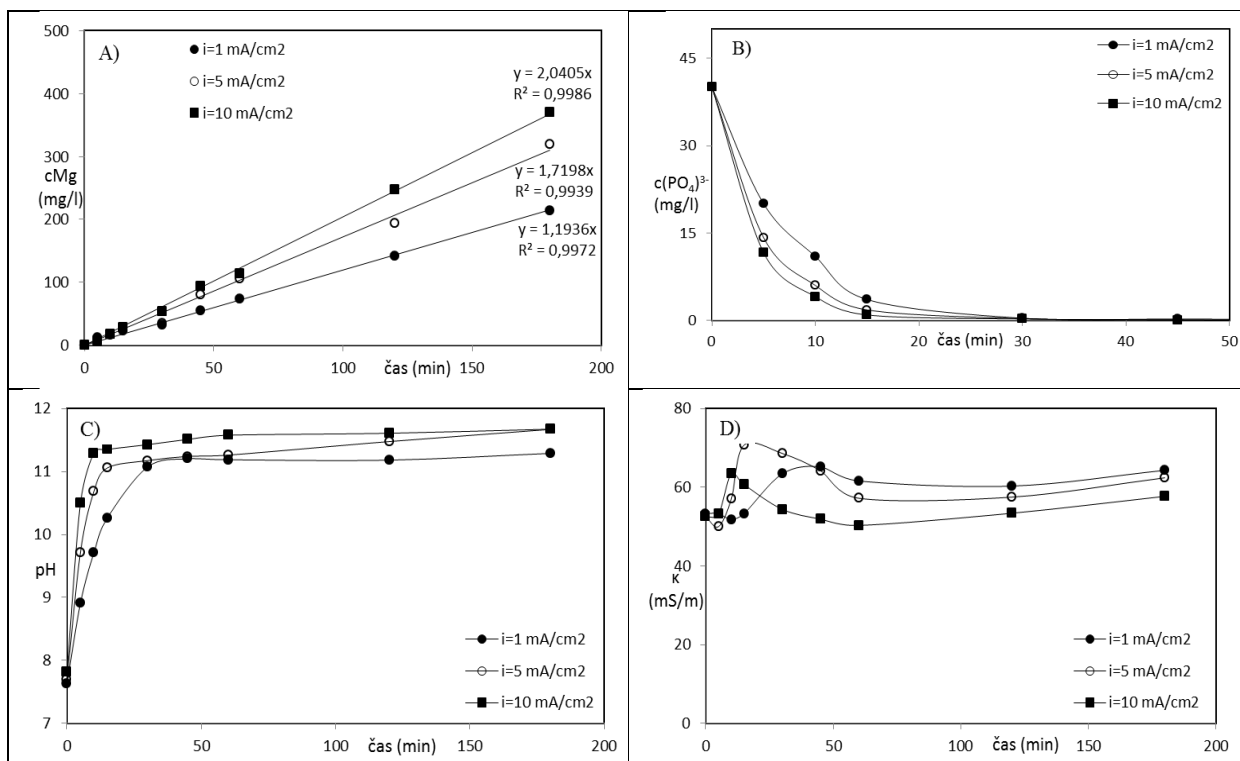 A)
i=1 mA/cm2
i=5 mA/cm2
i=10 mA/cm2
y = 2,0405x
R² = 0,9986
y = 1,7198x
R² = 0,9939
y = 1,1936x
R² = 0,9972
500
400
300
200
100
0
cMg
(mg/l)
0 50 100 150 200
čas (min)
B)
i=1 mA/cm2
i=5 mA/cm2
i=10 mA/cm2
45
30
15
0
c(PO₄)³⁻
(mg/l)
0 10 20 30 40 50
čas (min)
C)
12
11
10
9
8
7
pH
i=1 mA/cm2
i=5 mA/cm2
i=10 mA/cm2
0 50 100 150 200
čas (min)
D)
80
60
40
20
0
κ
(mS/m)
i=1 mA/cm2
i=5 mA/cm2
i=10 mA/cm2
0 50 100 150 200
čas (min)